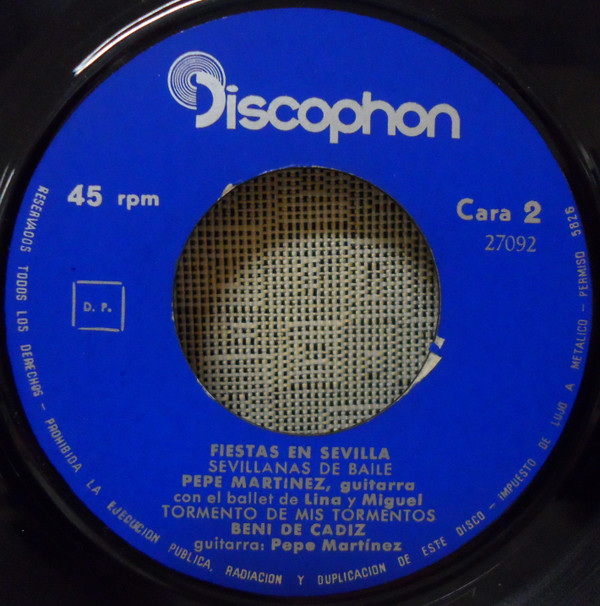 Discophon
45 rpm
Cara 2
27092
D. P.
FIESTAS EN SEVILLA
SEVILLANAS DE BAILE
PEPE MARTINEZ, guitarra
con el ballet de Lina y Miguel
TORMENTO DE MIS TORMENTOS
BENI DE CADIZ
guitarra: Pepe Martínez
RESERVADOS TODOS LOS DERECHOS - PROHIBIDA LA EJECUCION PUBLICA, RADIACION Y DUPLICACION DE ESTE DISCO - IMPUESTO DE LUJO A METALICO - PERMISO 5826